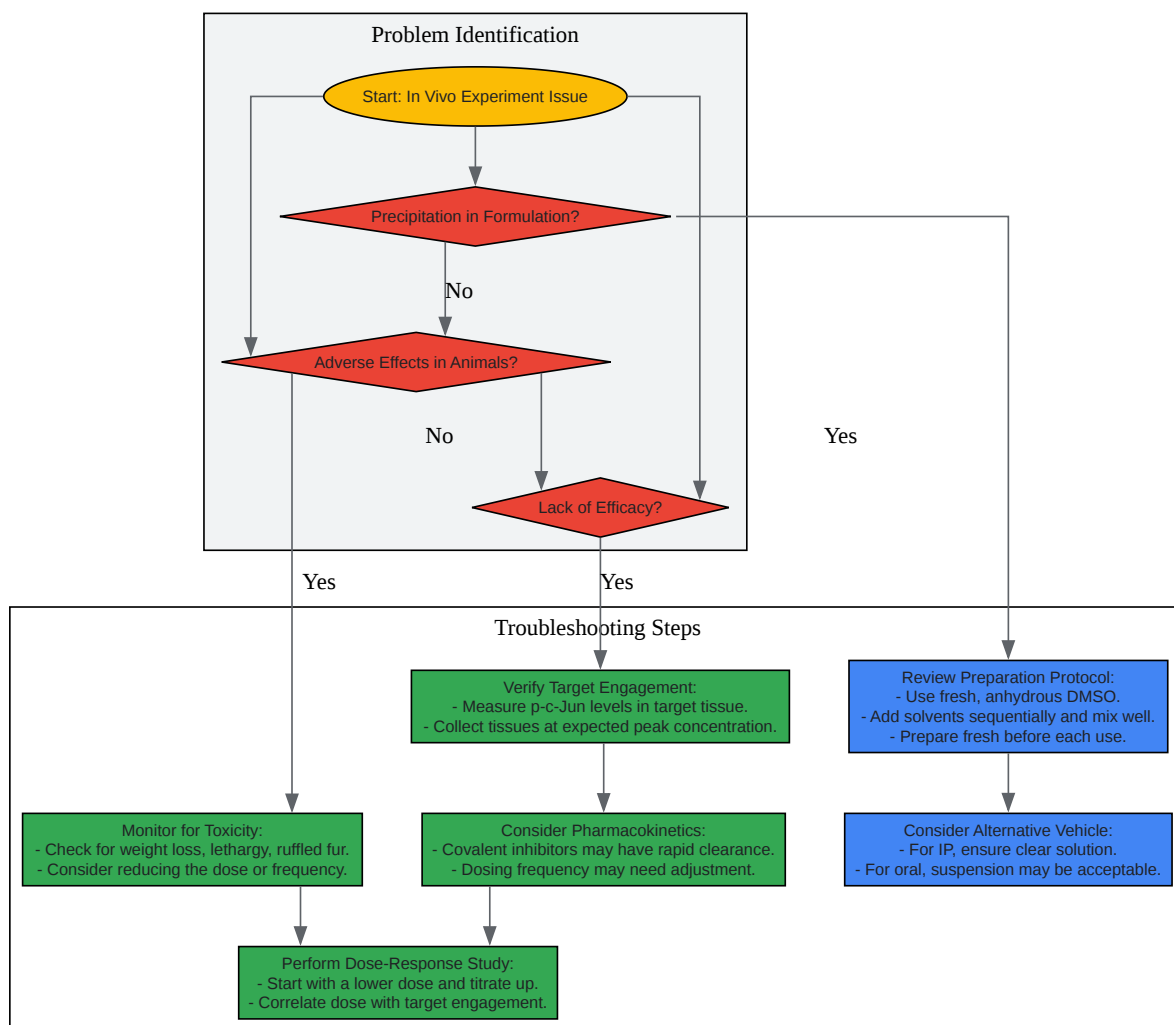 Problem Identification
Start: In Vivo Experiment Issue
Precipitation in Formulation?
No
Adverse Effects in Animals?
No
Yes
Lack of Efficacy?
Yes
Yes
Troubleshooting Steps
Verify Target Engagement:
- Measure p-c-Jun levels in target tissue.
- Collect tissues at expected peak concentration.
Review Preparation Protocol:
- Use fresh, anhydrous DMSO.
- Add solvents sequentially and mix well.
- Prepare fresh before each use.
Monitor for Toxicity:
- Check for weight loss, lethargy, ruffled fur.
- Consider reducing the dose or frequency.
Consider Pharmacokinetics:
- Covalent inhibitors may have rapid clearance.
- Dosing frequency may need adjustment.
Consider Alternative Vehicle:
- For IP, ensure clear solution.
- For oral, suspension may be acceptable.
Perform Dose-Response Study:
- Start with a lower dose and titrate up.
- Correlate dose with target engagement.